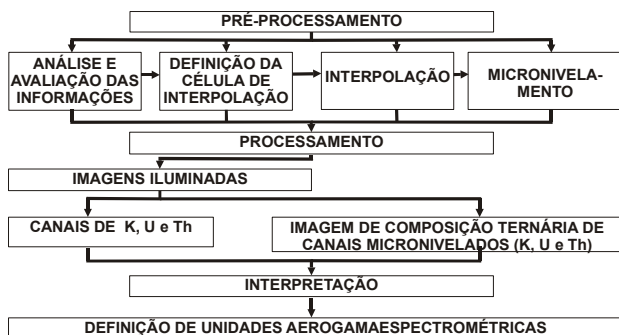 PRÉ-PROCESSAMENTO
ANÁLISE E
AVALIAÇÃO DAS
INFORMAÇÕES
DEFINIÇÃO DA
CÉLULA DE
INTERPOLAÇÃO
INTERPOLAÇÃO
MICRONIVELA-
MENTO
PROCESSAMENTO
IMAGENS ILUMINADAS
CANAIS DE K, U e Th
IMAGEM DE COMPOSIÇÃO TERNÁRIA DE
CANAIS MICRONIVELADOS (K, U e Th)
INTERPRETAÇÃO
DEFINIÇÃO DE UNIDADES AEROGAMAESPECTROMÉTRICAS